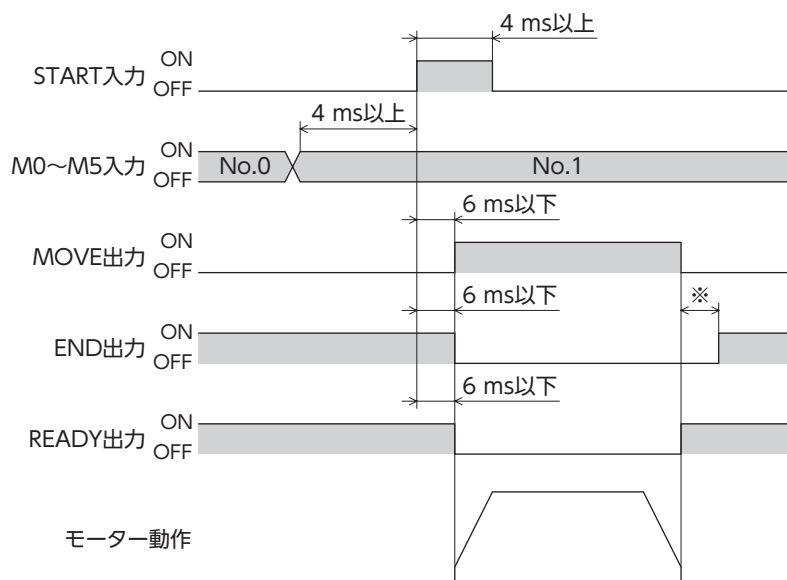 4 ms以上
START入力 ON
OFF
4 ms以上
M0～M5入力 ON
OFF
No.0
No.1
6 ms以下
MOVE出力 ON
OFF
6 ms以下
※
END出力 ON
OFF
6 ms以下
READY出力 ON
OFF
モーター動作